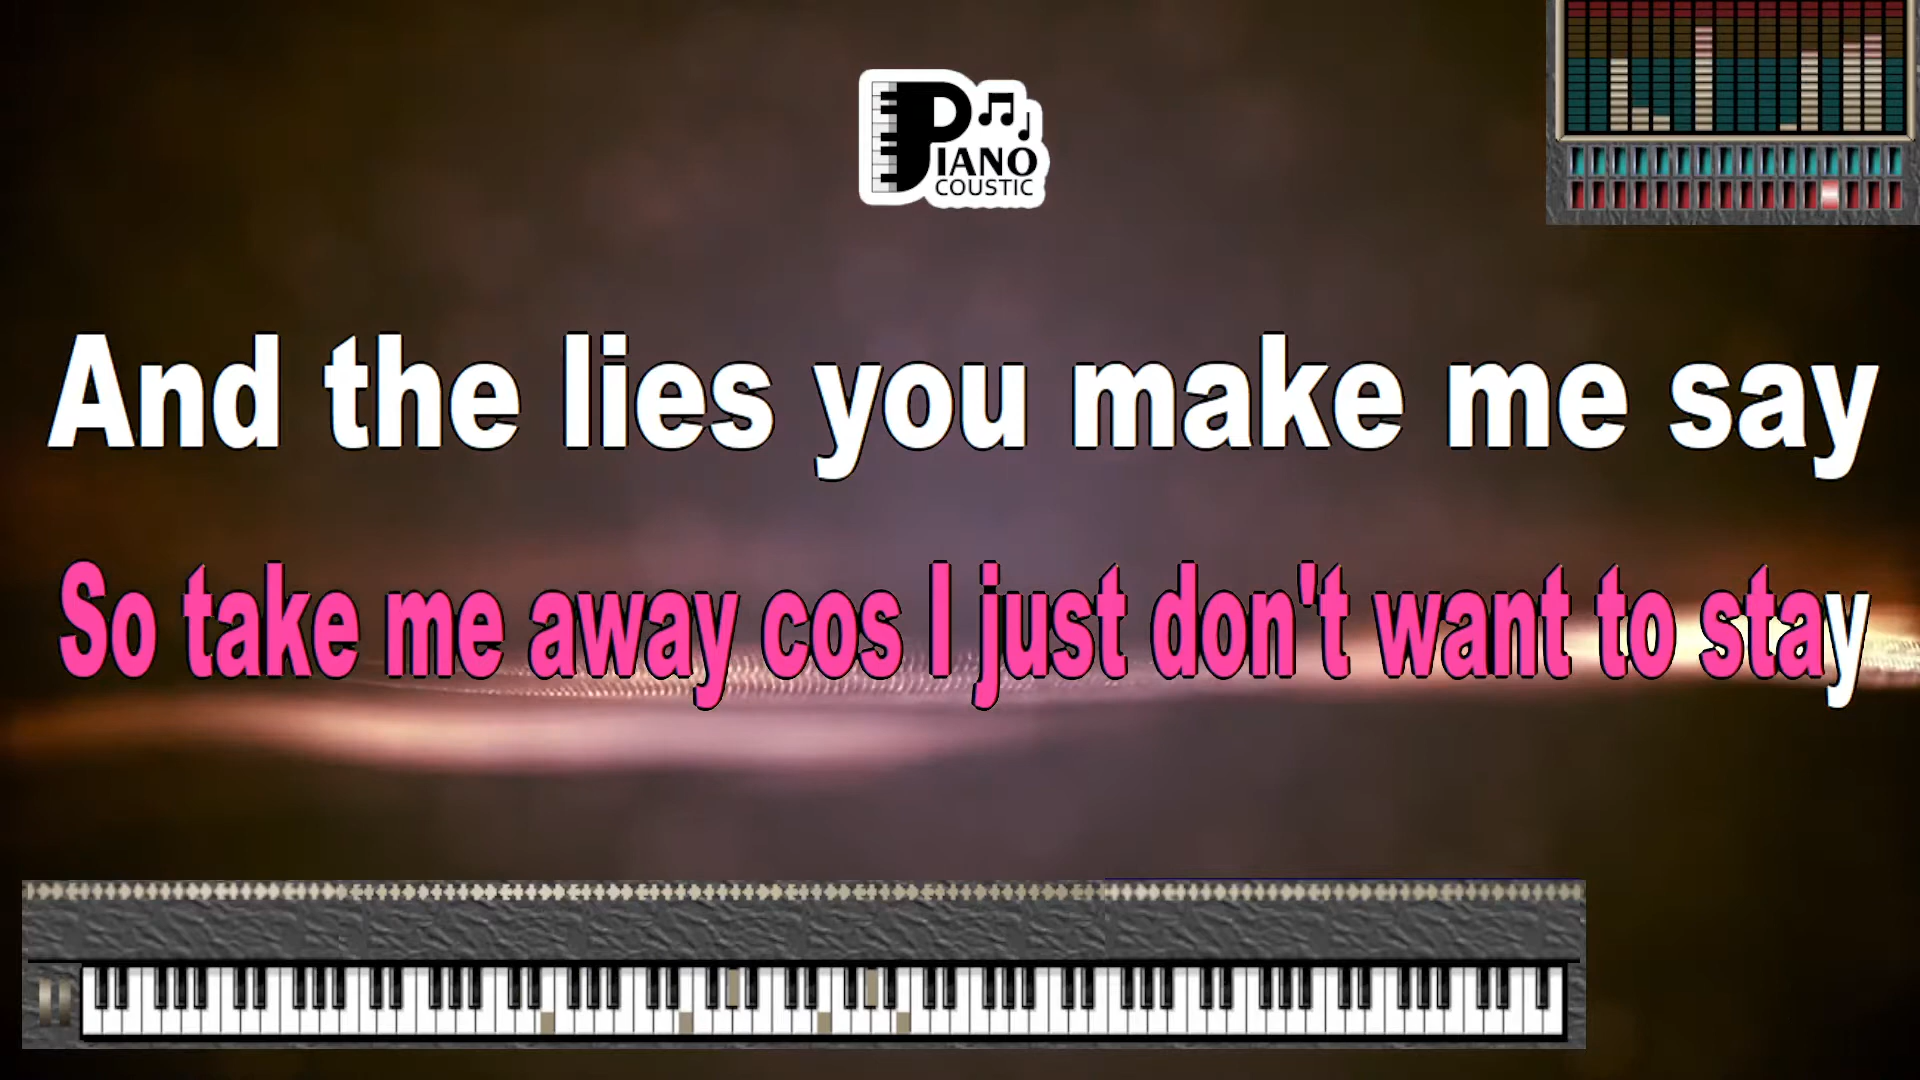 PIANO
COUSTIC
And the lies you make me say
So take me away cos I just don't want to stay